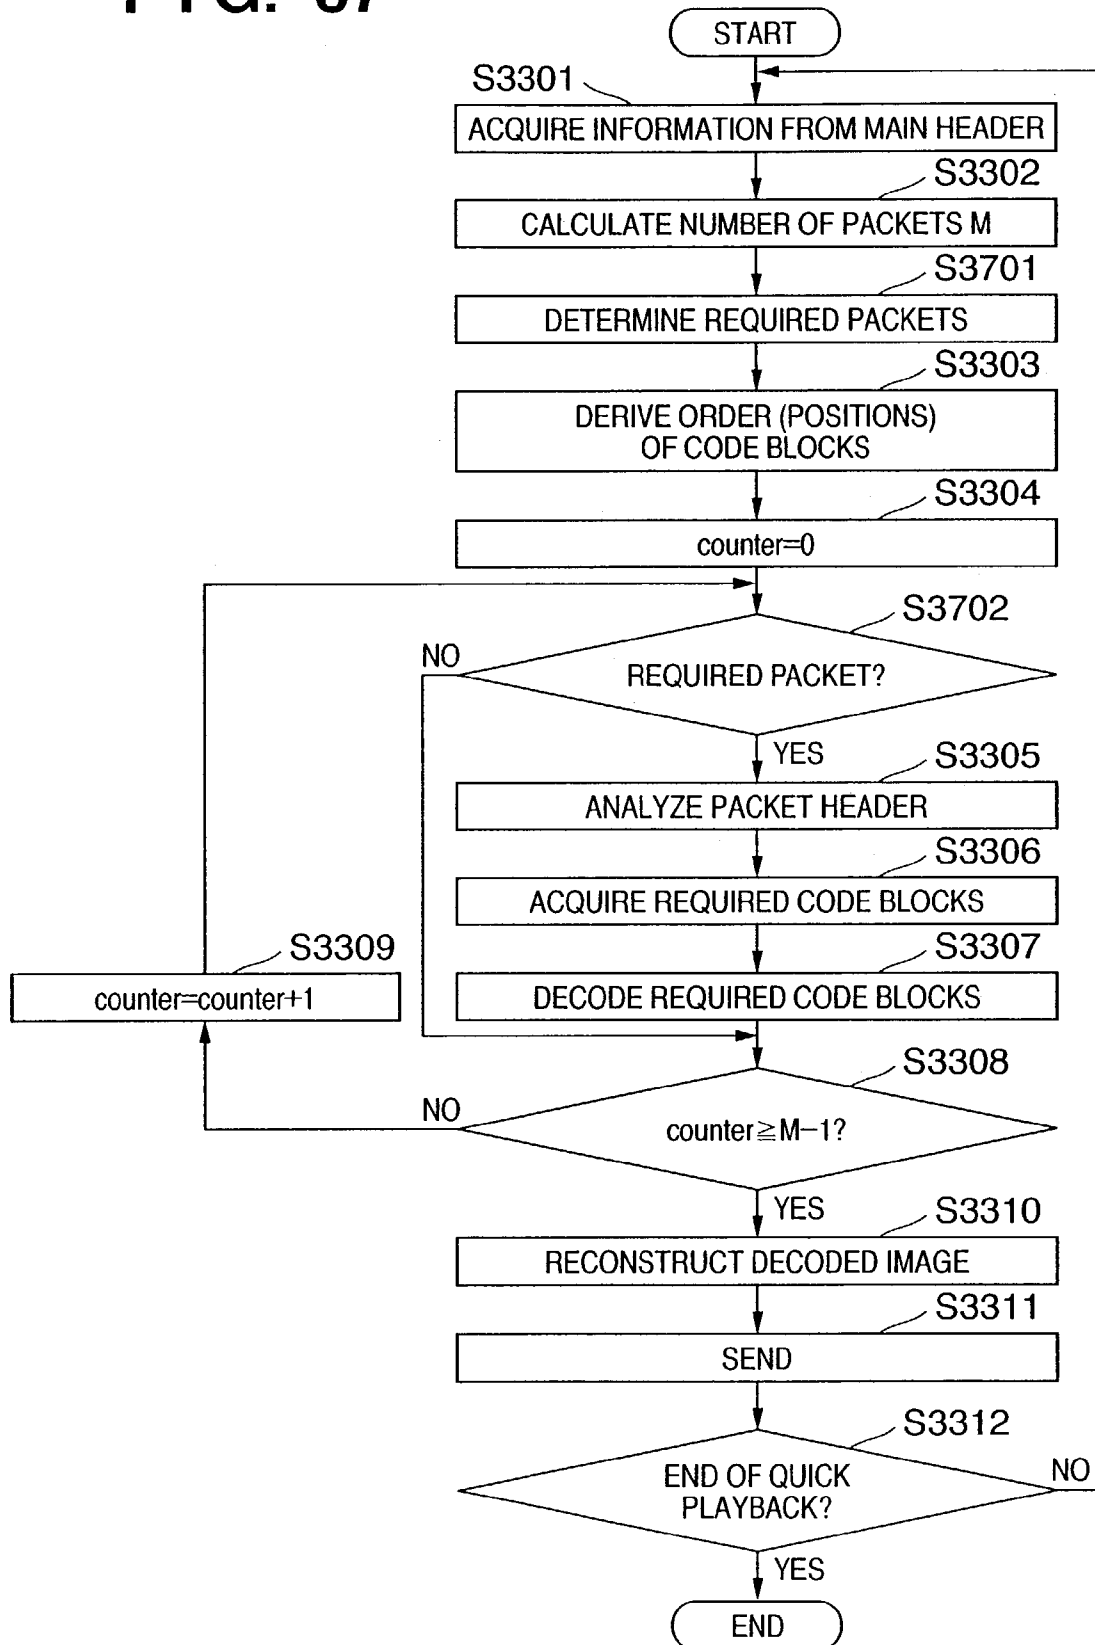 START
S3301
ACQUIRE INFORMATION FROM MAIN HEADER
S3302
CALCULATE NUMBER OF PACKETS M
S3701
DETERMINE REQUIRED PACKETS
S3303
DERIVE ORDER (POSITIONS)
OF CODE BLOCKS
S3304
counter=0
S3702
NO
REQUIRED PACKET?
YES
S3305
ANALYZE PACKET HEADER
S3306
ACQUIRE REQUIRED CODE BLOCKS
S3309
counter=counter+1
S3307
DECODE REQUIRED CODE BLOCKS
S3308
NO
counter≧M−1?
YES
S3310
RECONSTRUCT DECODED IMAGE
S3311
SEND
S3312
END OF QUICK
PLAYBACK?
NO
YES
END